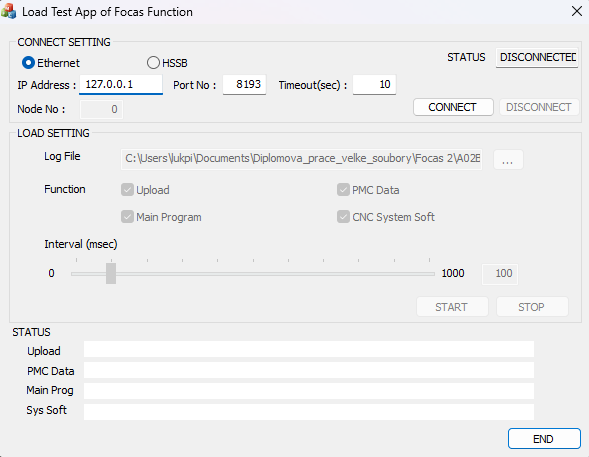 Load Test App of Focas Function
CONNECT SETTING
Ethernet HSSB STATUS DISCONNECTED
IP Address : 127.0.0.1 Port No : 8193 Timeout(sec) : 10
Node No : 0 CONNECT DISCONNECT
LOAD SETTING
Log File C:\Users\lukpi\Documents\Diplomova_prace_velke_soubory\Focas 2\A02B ...
Function Upload PMC Data
Main Program CNC System Soft
Interval (msec)
0 1000 100
START STOP
STATUS
Upload
PMC Data
Main Prog
Sys Soft
END